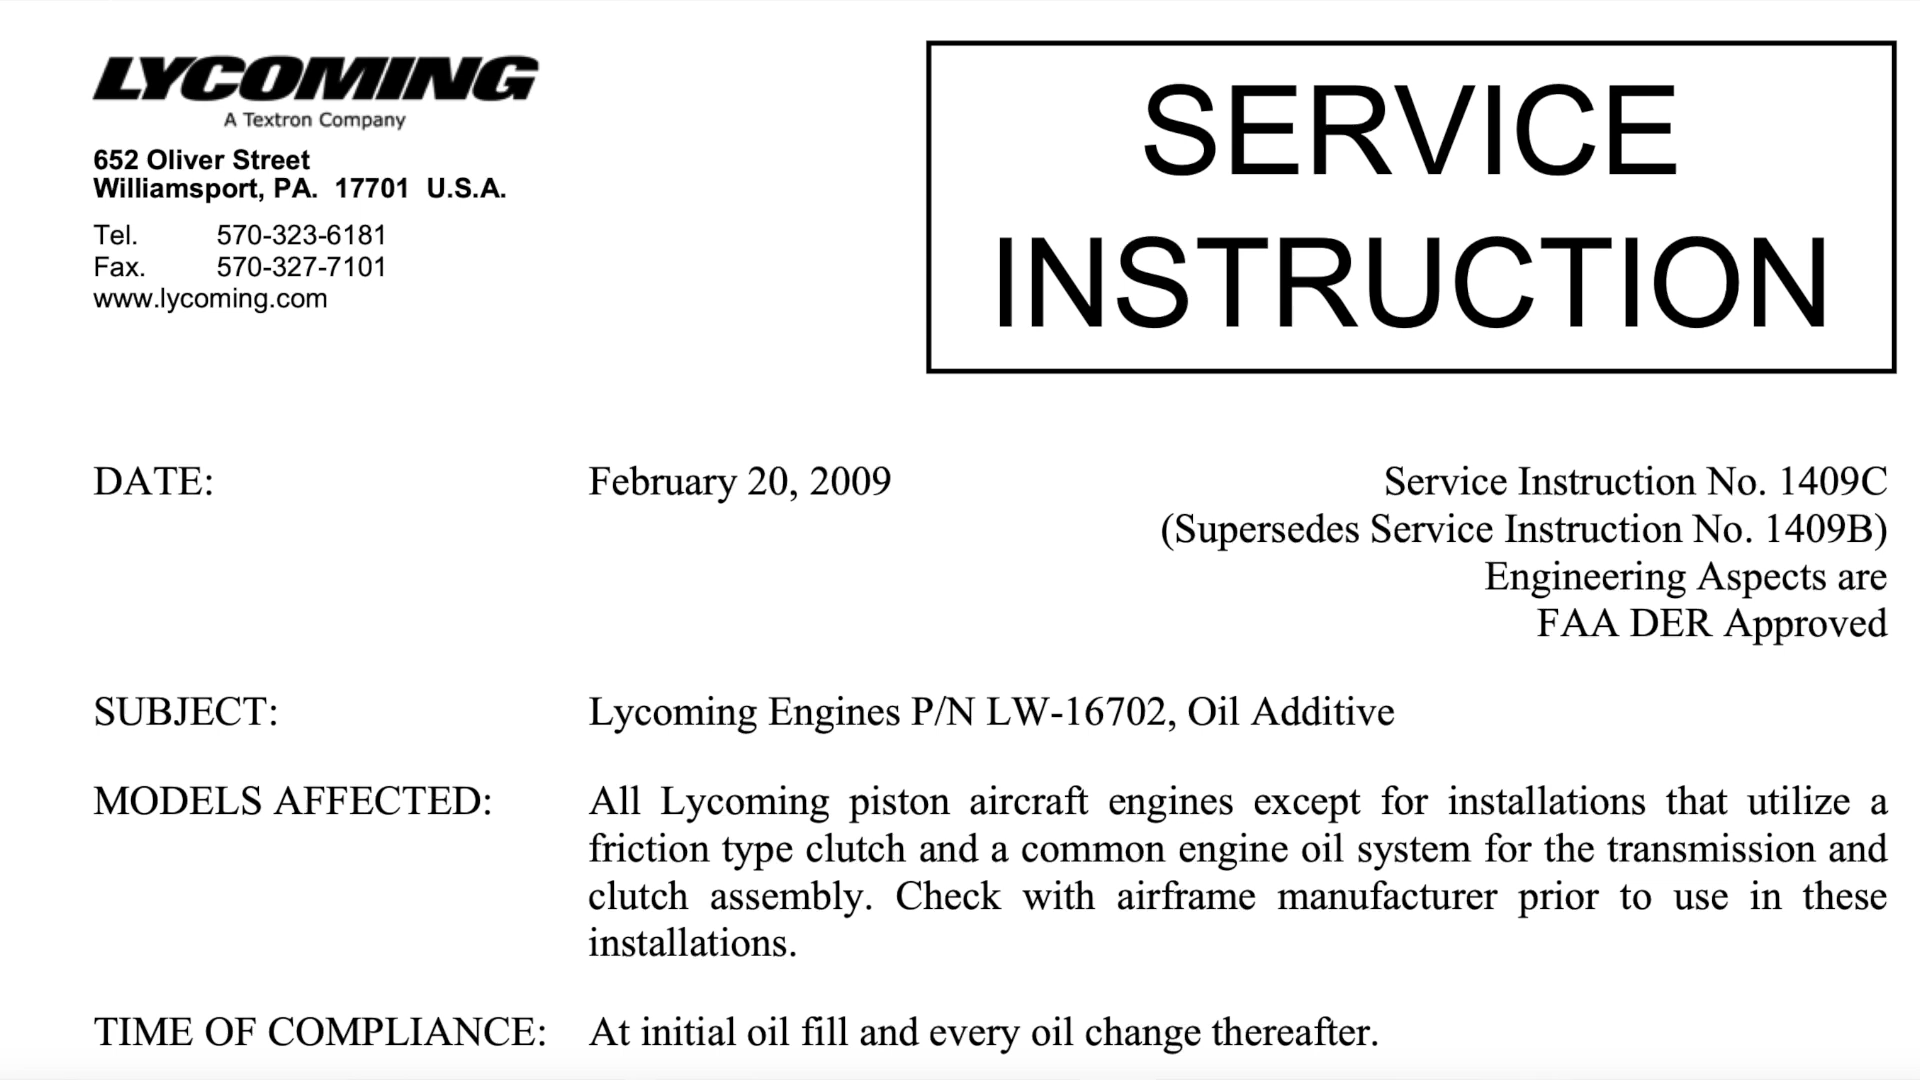 LYCOMING
A Textron Company
652 Oliver Street
Williamsport, PA. 17701 U.S.A.
Tel. 570-323-6181
Fax. 570-327-7101
www.lycoming.com
SERVICE
INSTRUCTION
DATE: February 20, 2009 Service Instruction No. 1409C
(Supersedes Service Instruction No. 1409B)
Engineering Aspects are
FAA DER Approved
SUBJECT: Lycoming Engines P/N LW-16702, Oil Additive
MODELS AFFECTED: All Lycoming piston aircraft engines except for installations that utilize a
friction type clutch and a common engine oil system for the transmission and
clutch assembly. Check with airframe manufacturer prior to use in these
installations.
TIME OF COMPLIANCE: At initial oil fill and every oil change thereafter.